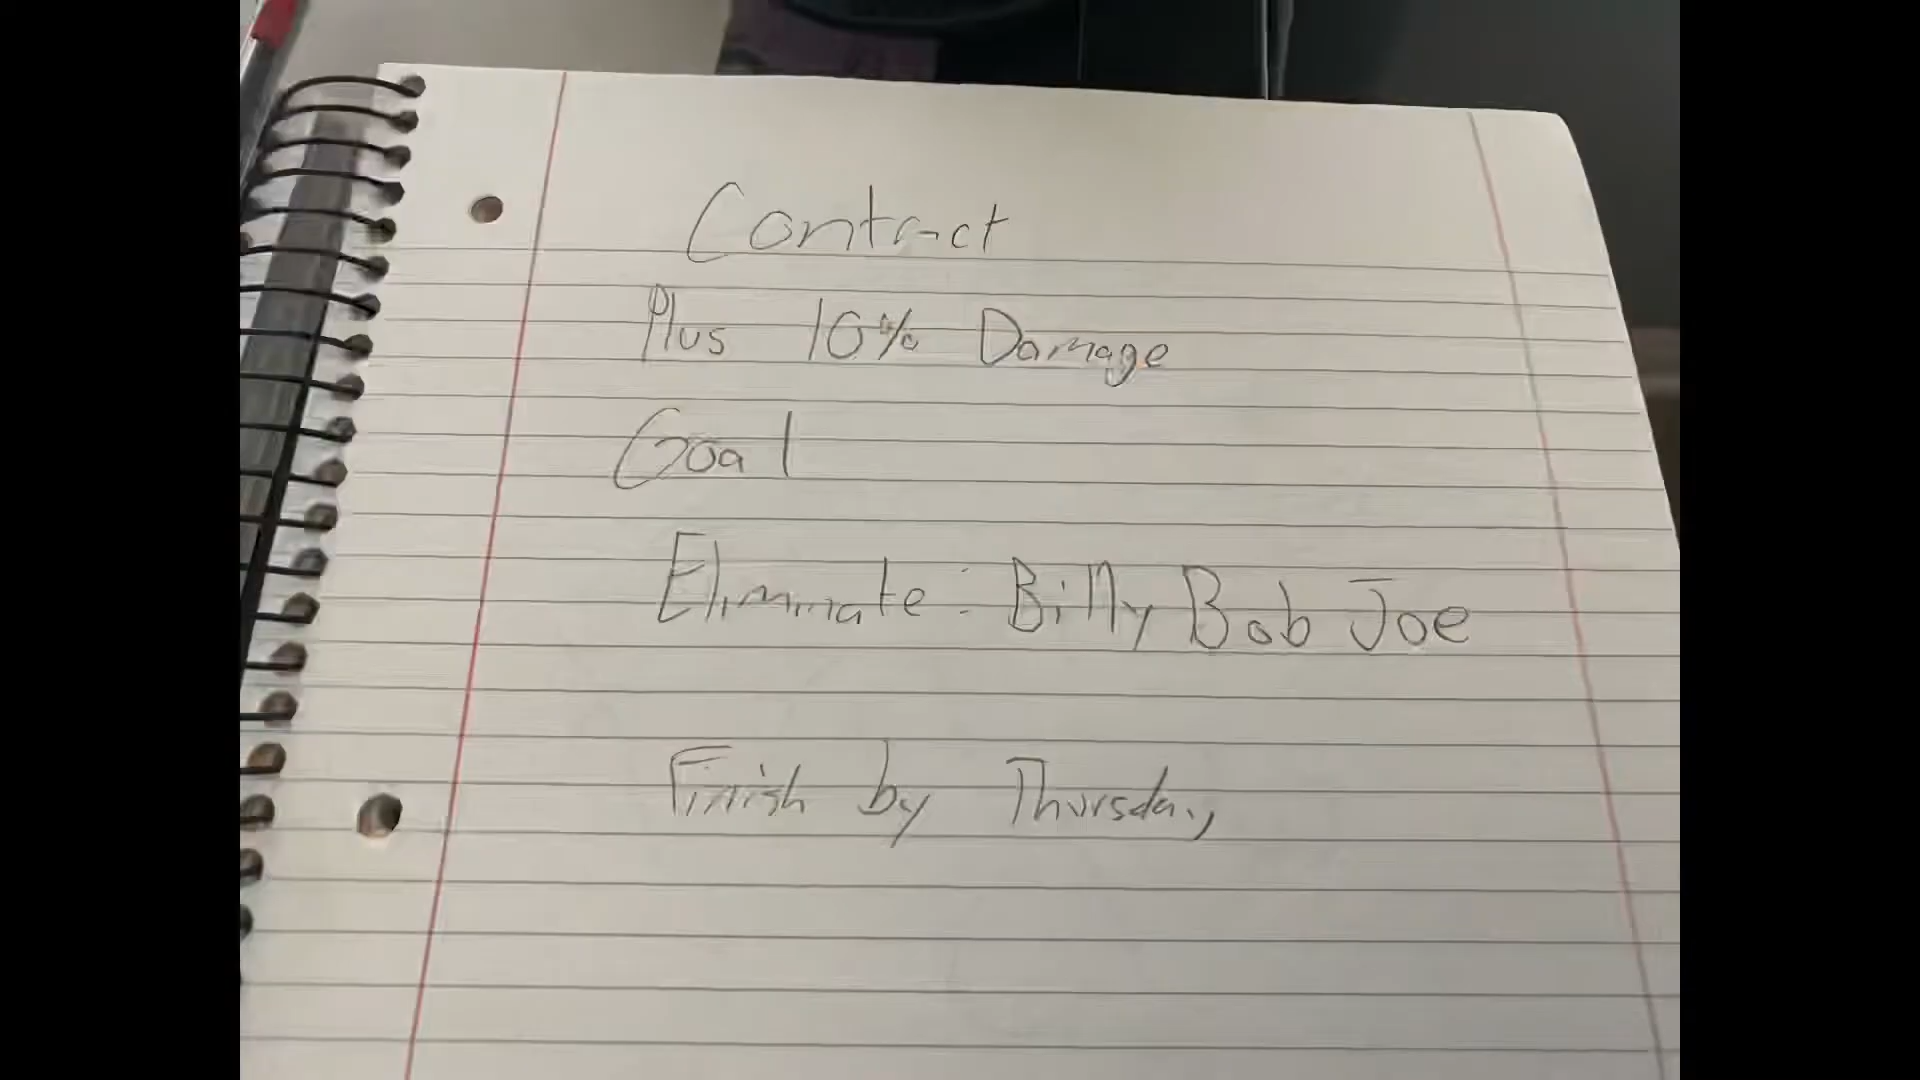 Contract
Plus 10% Damage
Goal
Eliminate: Billy Bob Joe
Finish by Thursday